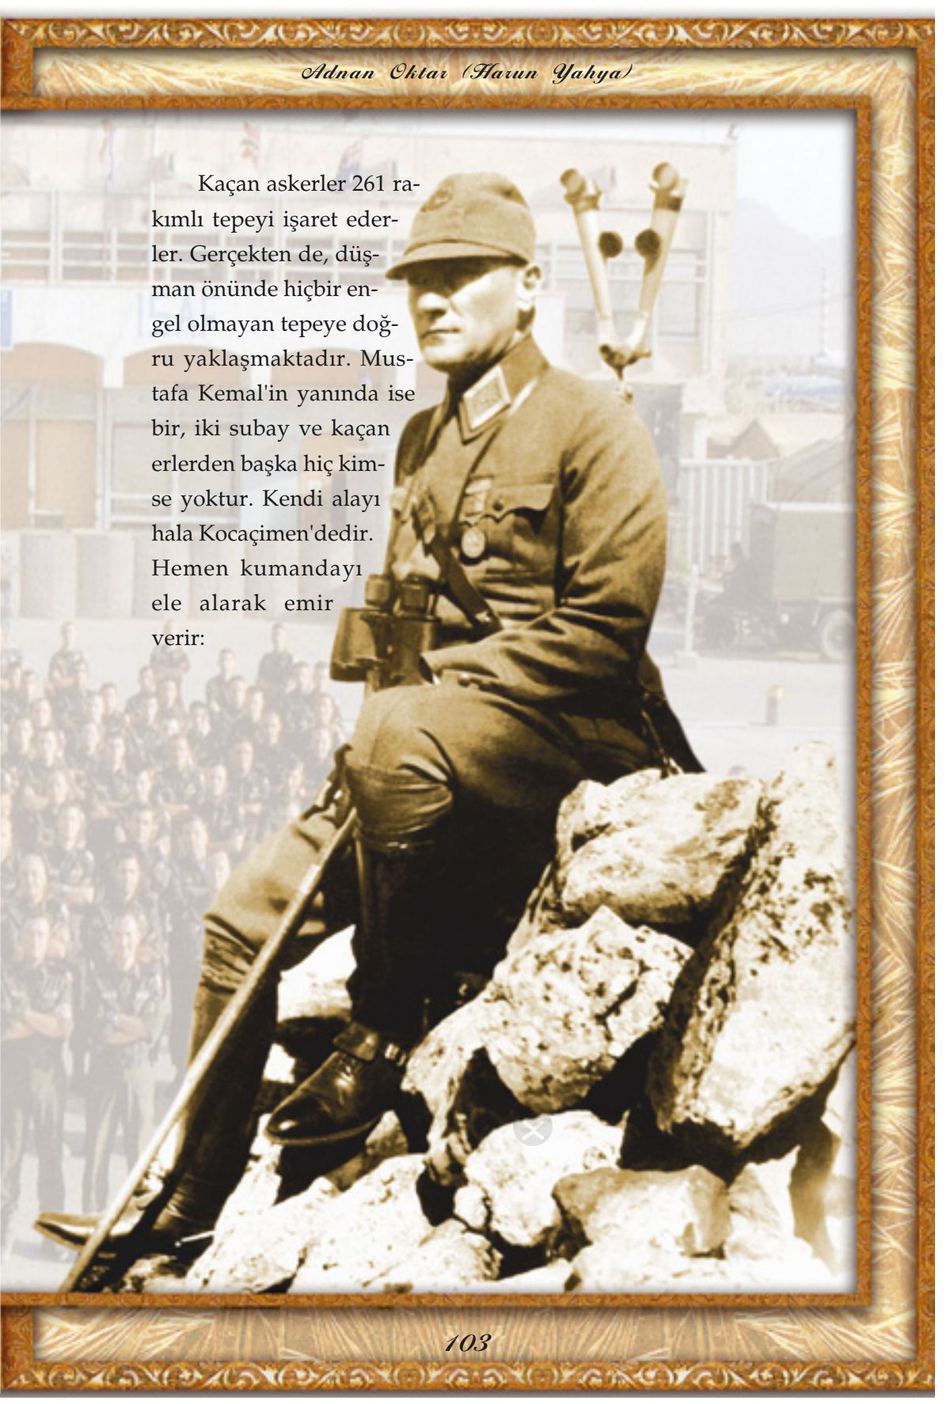 Adnan Oktar (Harun Yahya)
Kaçan askerler 261 ra-
kımlı tepeyi işaret eder-
ler. Gerçekten de, düş-
man önünde hiçbir en-
gel olmayan tepeye doğ-
ru yaklaşmaktadır. Mus-
tafa Kemal'in yanında ise
bir, iki subay ve kaçan
erlerden başka hiç kim-
se yoktur. Kendi alayı
hala Kocaçimen'dedir.
Hemen kumandayı
ele alarak emir
verir:
103